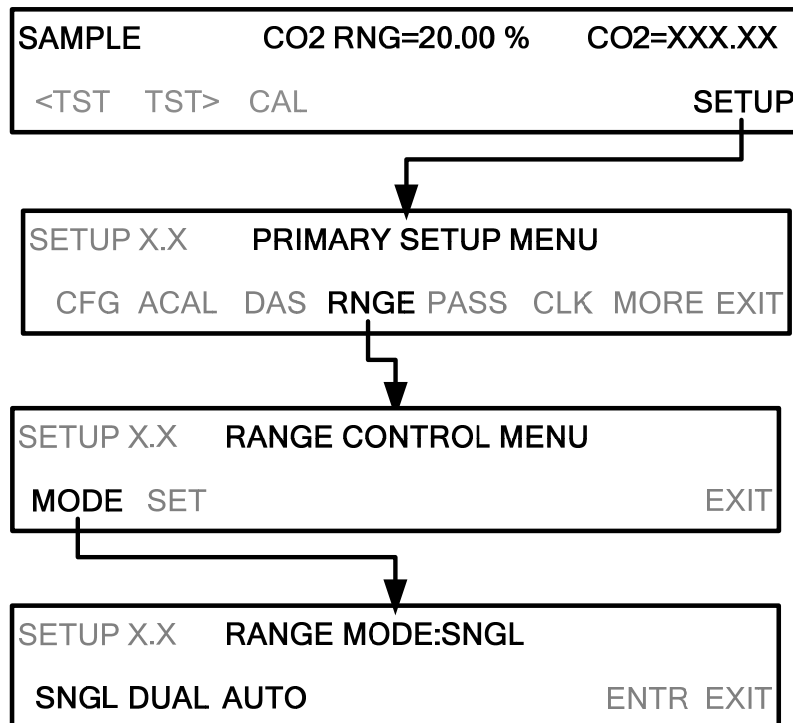 SAMPLE CO2 RNG=20.00 % CO2=XXX.XX
<TST TST> CAL SETUP
SETUP X.X PRIMARY SETUP MENU
CFG ACAL DAS RNGE PASS CLK MORE EXIT
SETUP X.X RANGE CONTROL MENU
MODE SET EXIT
SETUP X.X RANGE MODE:SNGL
SNGL DUAL AUTO ENTR EXIT